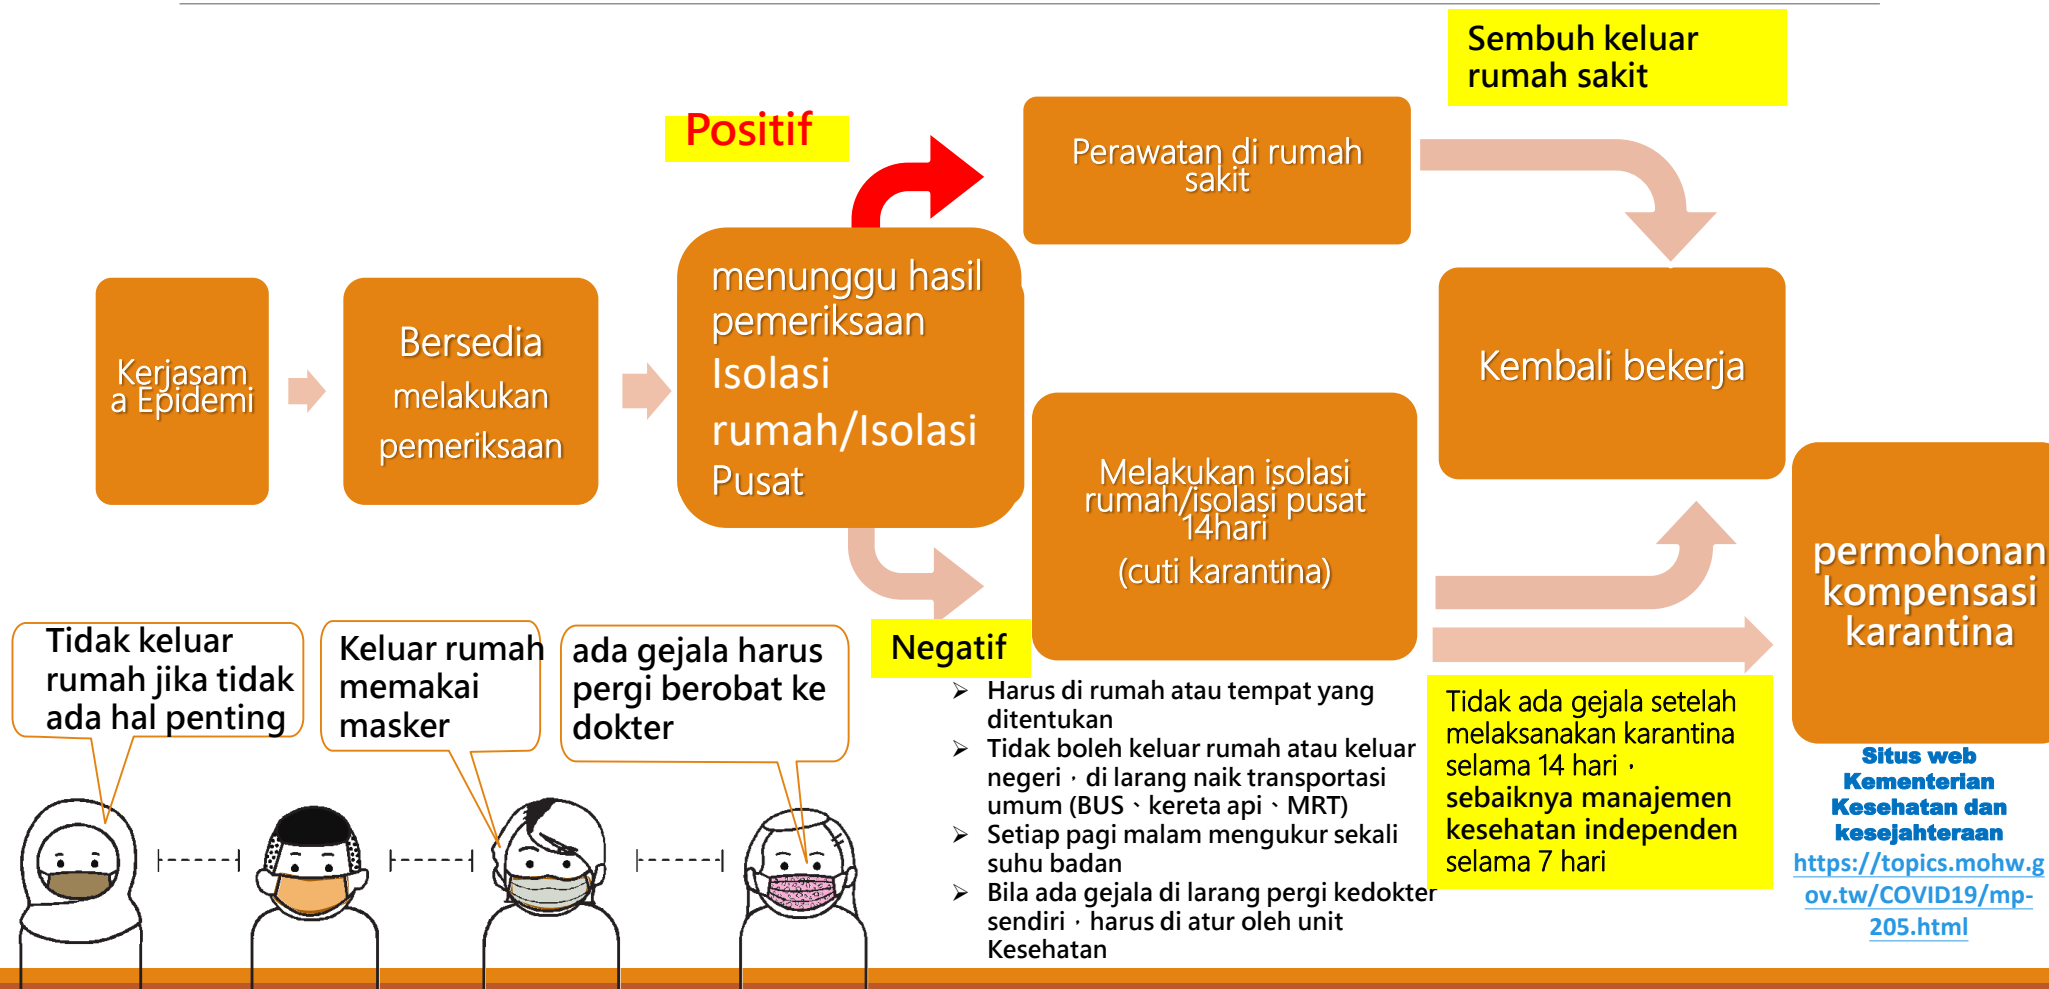 Sembuh keluar
rumah sakit
Positif
Perawatan di rumah
sakit
Kerjasam
a Epidemi
Bersedia
melakukan
pemeriksaan
menunggu hasil
pemeriksaan
Isolasi
rumah/Isolasi
Pusat
Kembali bekerja
Melakukan isolasi
rumah/isolasi pusat
14hari
(cuti karantina)
permohonan
kompensasi
karantina
Negatif
Tidak keluar
rumah jika tidak
ada hal penting
Keluar rumah
memakai
masker
ada gejala harus
pergi berobat ke
dokter
➢ Harus di rumah atau tempat yang
ditentukan
➢ Tidak boleh keluar rumah atau keluar
negeri，di larang naik transportasi
umum (BUS、kereta api、MRT)
➢ Setiap pagi malam mengukur sekali
suhu badan
➢ Bila ada gejala di larang pergi kedokter
sendiri，harus di atur oleh unit
Kesehatan
Tidak ada gejala setelah
melaksanakan karantina
selama 14 hari，
sebaiknya manajemen
kesehatan independen
selama 7 hari
Situs web
Kementerian
Kesehatan dan
kesejahteraan
https://topics.mohw.g
ov.tw/COVID19/mp-
205.html